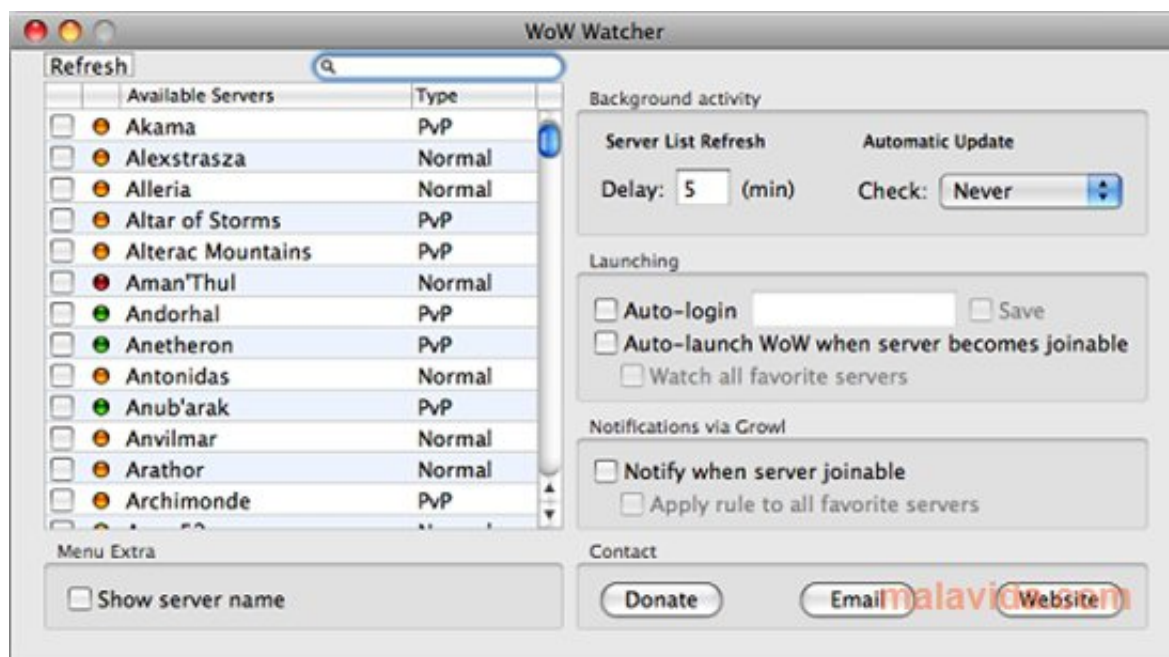 WoW Watcher
Refresh
Available Servers Type
Akama PvP
Alexstrasza Normal
Alleria Normal
Altar of Storms PvP
Alterac Mountains PvP
Aman'Thul Normal
Andorhal PvP
Anetheron PvP
Antonidas Normal
Anub'arak PvP
Anvilmar Normal
Arathor Normal
Archimonde PvP
Menu Extra
Show server name
Background activity
Server List Refresh Automatic Update
Delay: 5 (min) Check: Never
Launching
Auto-login Save
Auto-launch WoW when server becomes joinable
Watch all favorite servers
Notifications via Growl
Notify when server joinable
Apply rule to all favorite servers
Contact
Donate Email Website
malavida.com